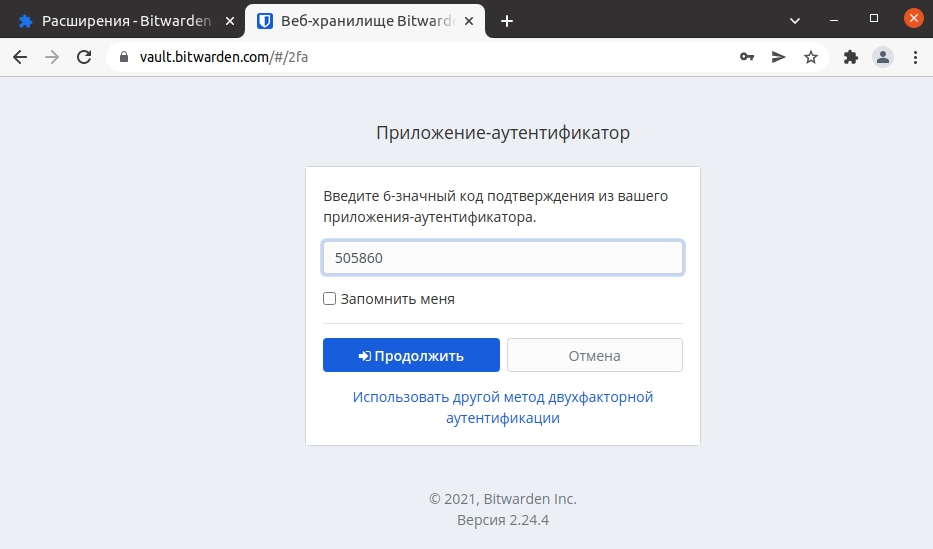 Расширения - Bitwarden
Веб-хранилище Bitwarde
vault.bitwarden.com/#/2fa
Приложение-аутентификатор
Введите 6-значный код подтверждения из вашего
приложения-аутентификатора.
505860
Запомнить меня
Продолжить
Отмена
Использовать другой метод двухфакторной
аутентификации
© 2021, Bitwarden Inc.
Версия 2.24.4